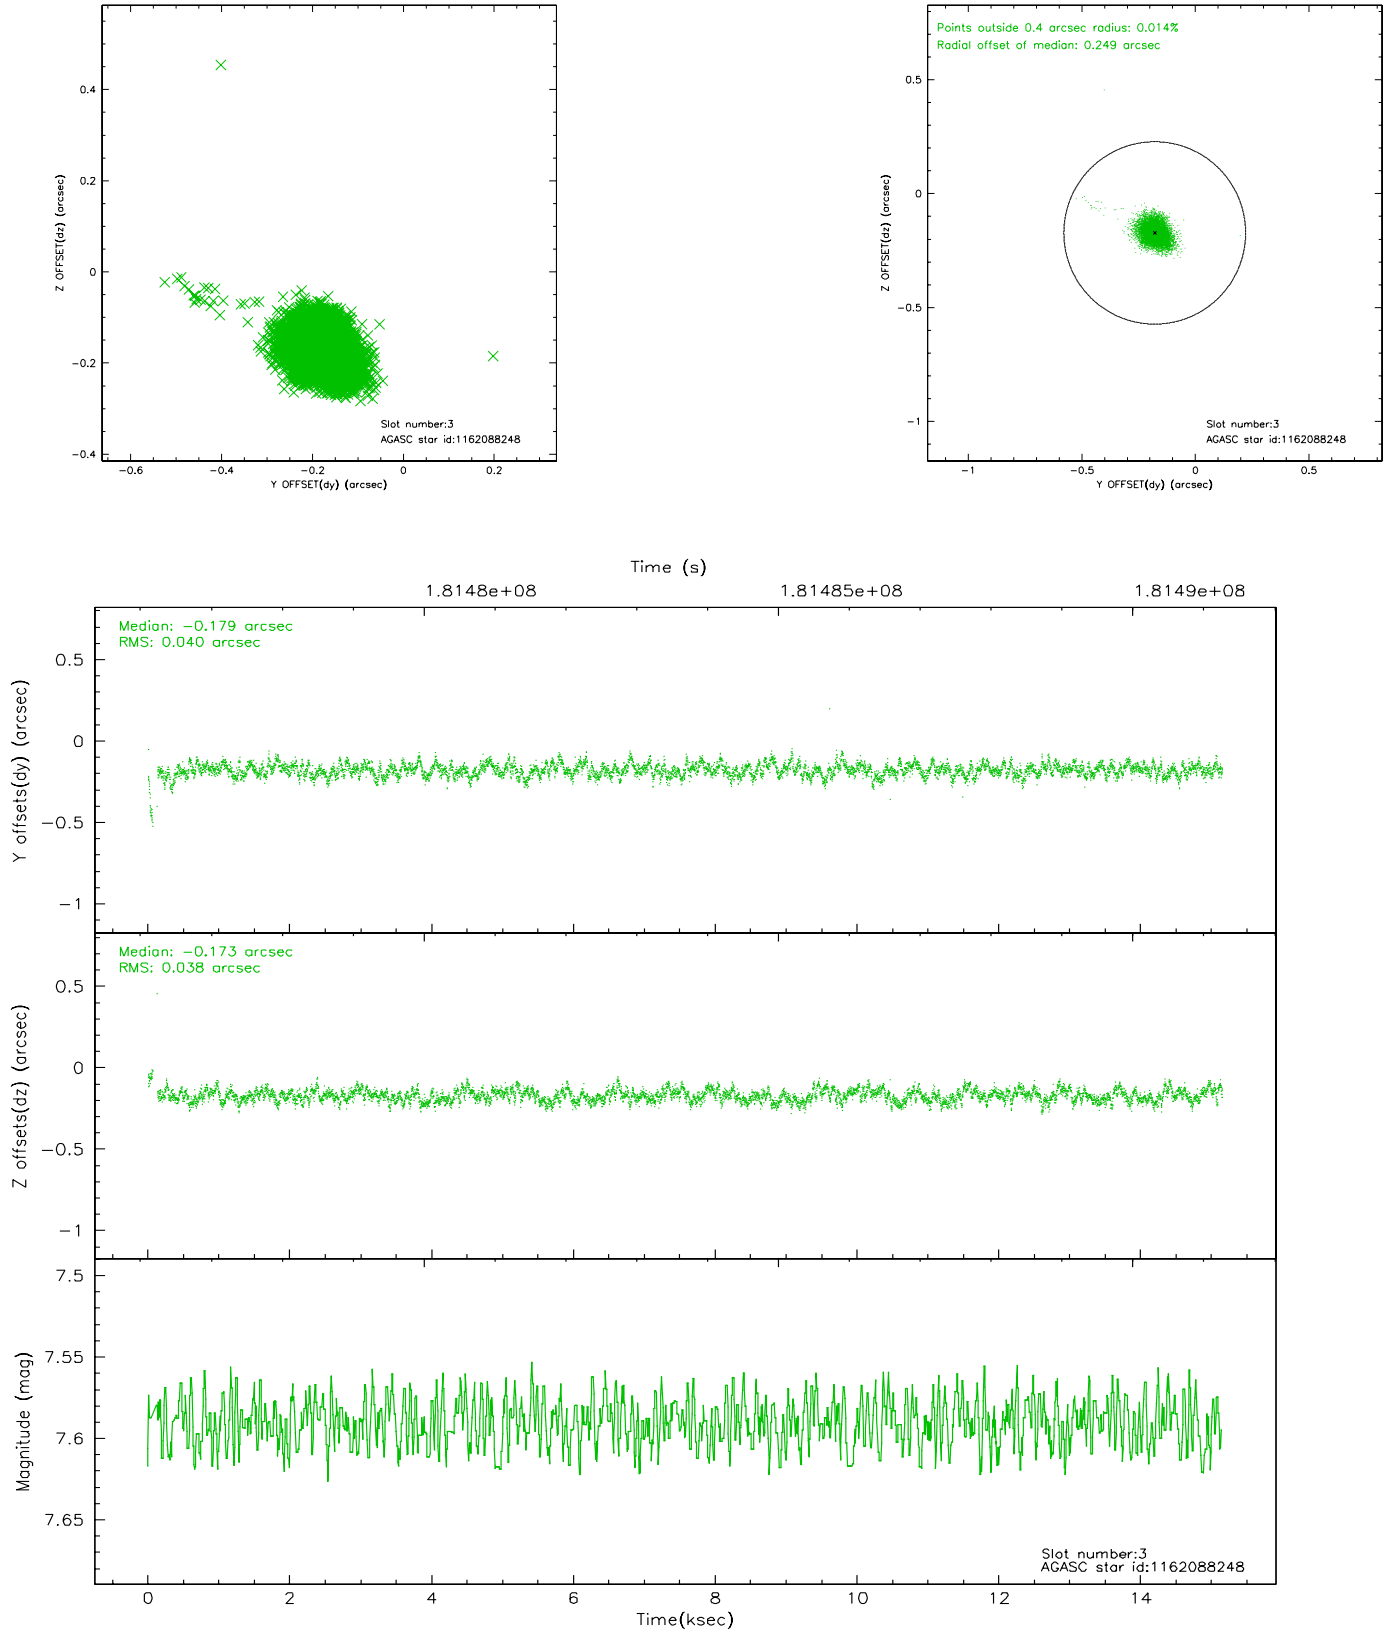 0.4
0.2
0
−0.2
−0.4
Z OFFSET(dz) (arcsec)
Slot number:3
AGASC star id:1162088248
−0.6 −0.4 −0.2 0 0.2
Y OFFSET(dy) (arcsec)
Points outside 0.4 arcsec radius: 0.014%
Radial offset of median: 0.249 arcsec
0.5
0
−0.5
−1
Z OFFSET(dz) (arcsec)
Slot number:3
AGASC star id:1162088248
−1 −0.5 0 0.5
Y OFFSET(dy) (arcsec)
Time (s)
1.8148e+08 1.81485e+08 1.8149e+08
Median: −0.179 arcsec
RMS: 0.040 arcsec
0.5
0
−0.5
−1
Y offsets(dy) (arcsec)
Median: −0.173 arcsec
RMS: 0.038 arcsec
0.5
0
−0.5
−1
Z offsets(dz) (arcsec)
7.5
7.55
7.6
7.65
Magnitude (mag)
Slot number:3
AGASC star id:1162088248
0 2 4 6 8 10 12 14
Time(ksec)